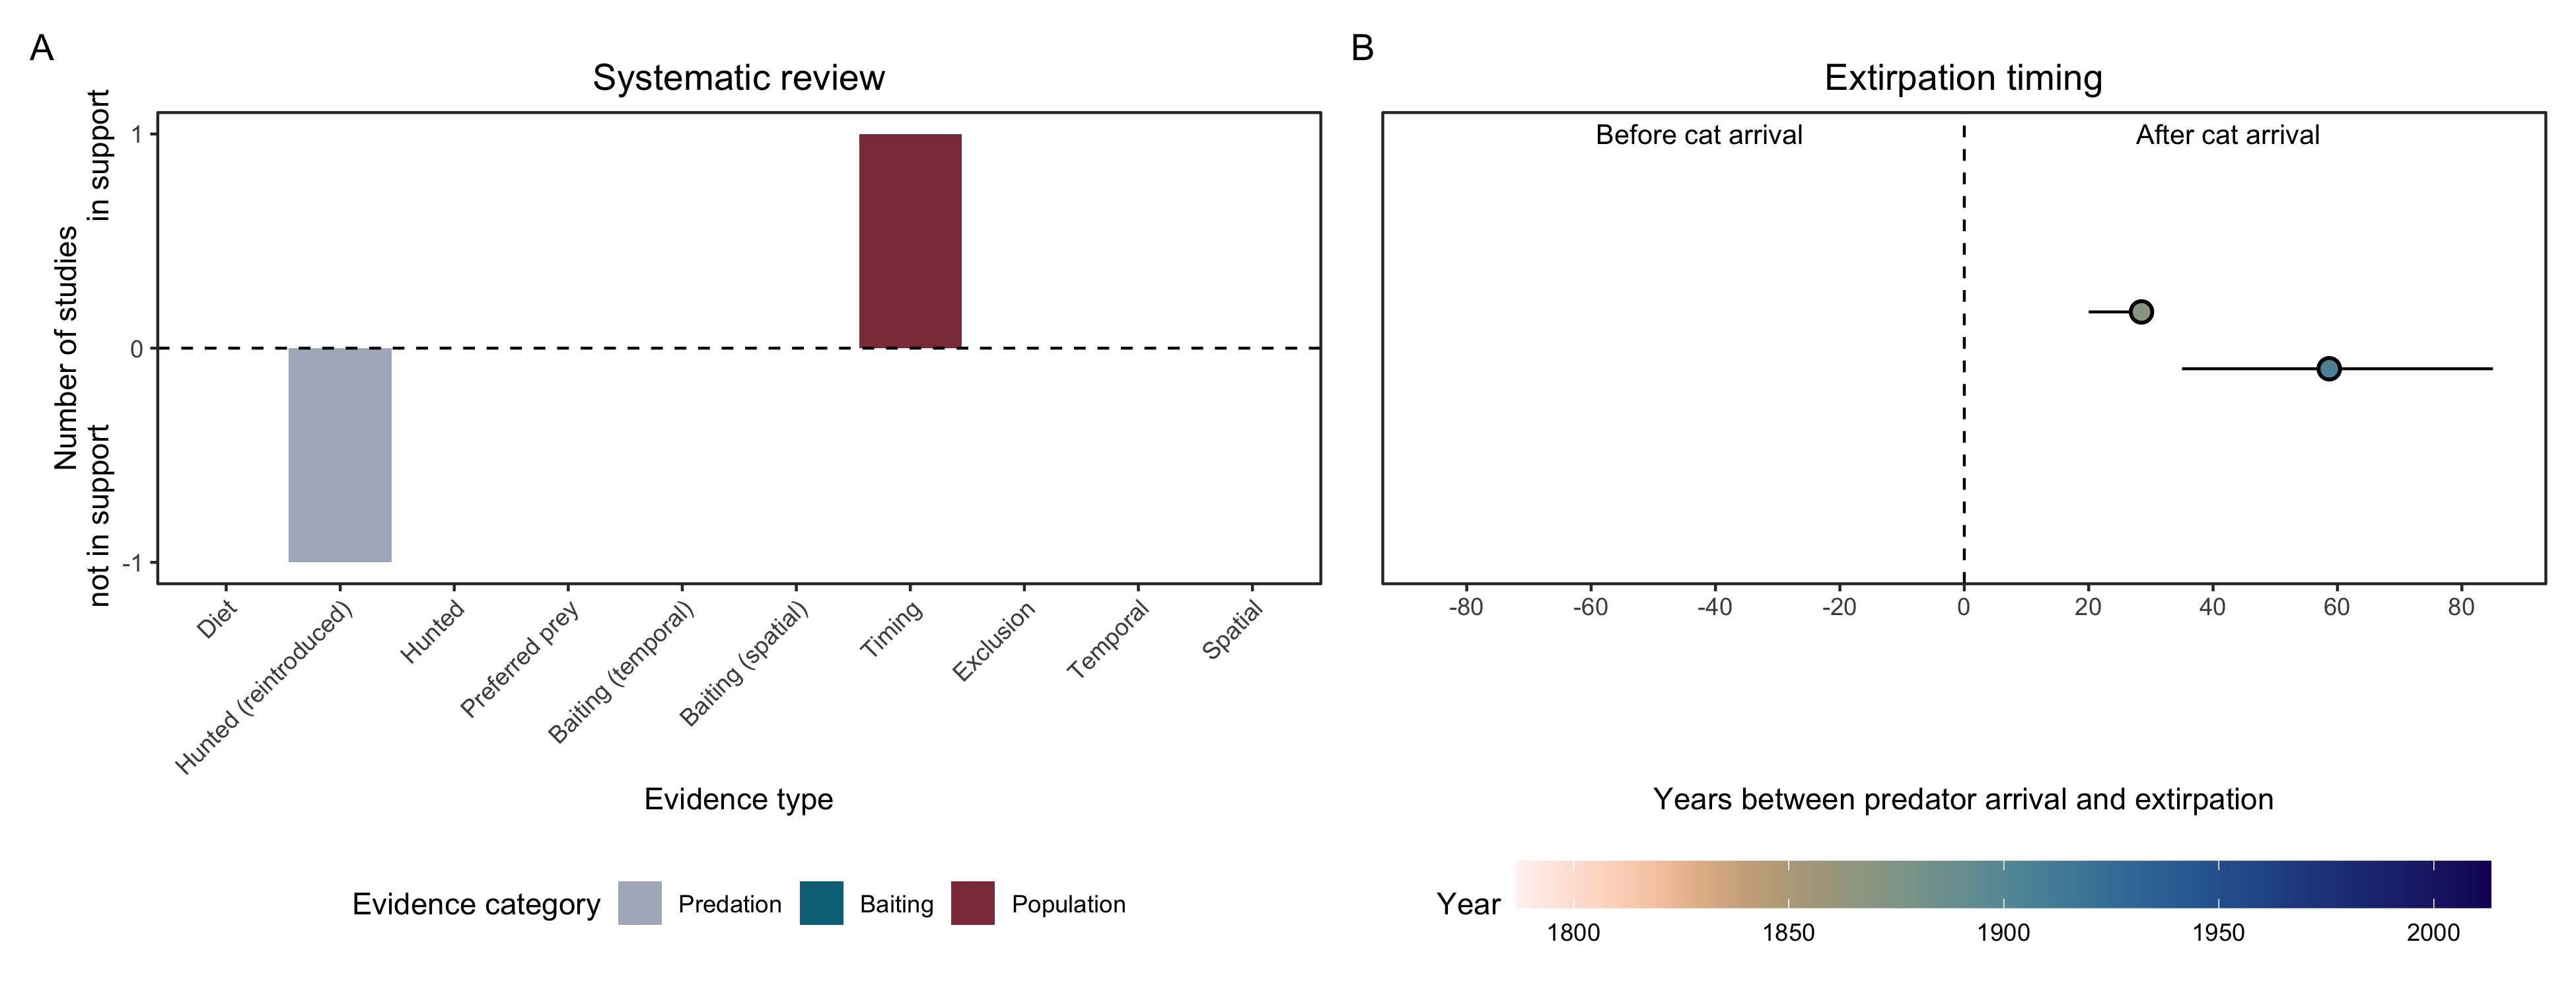 A
Systematic review
Number of studies
not in support
in support
1
0
-1
Diet
Hunted (reintroduced)
Hunted
Preferred prey
Baiting (temporal)
Baiting (spatial)
Timing
Exclusion
Temporal
Spatial
Evidence type
Evidence category
Predation
Baiting
Population
B
Extirpation timing
Before cat arrival
After cat arrival
-80
-60
-40
-20
0
20
40
60
80
Years between predator arrival and extirpation
Year
1800
1850
1900
1950
2000